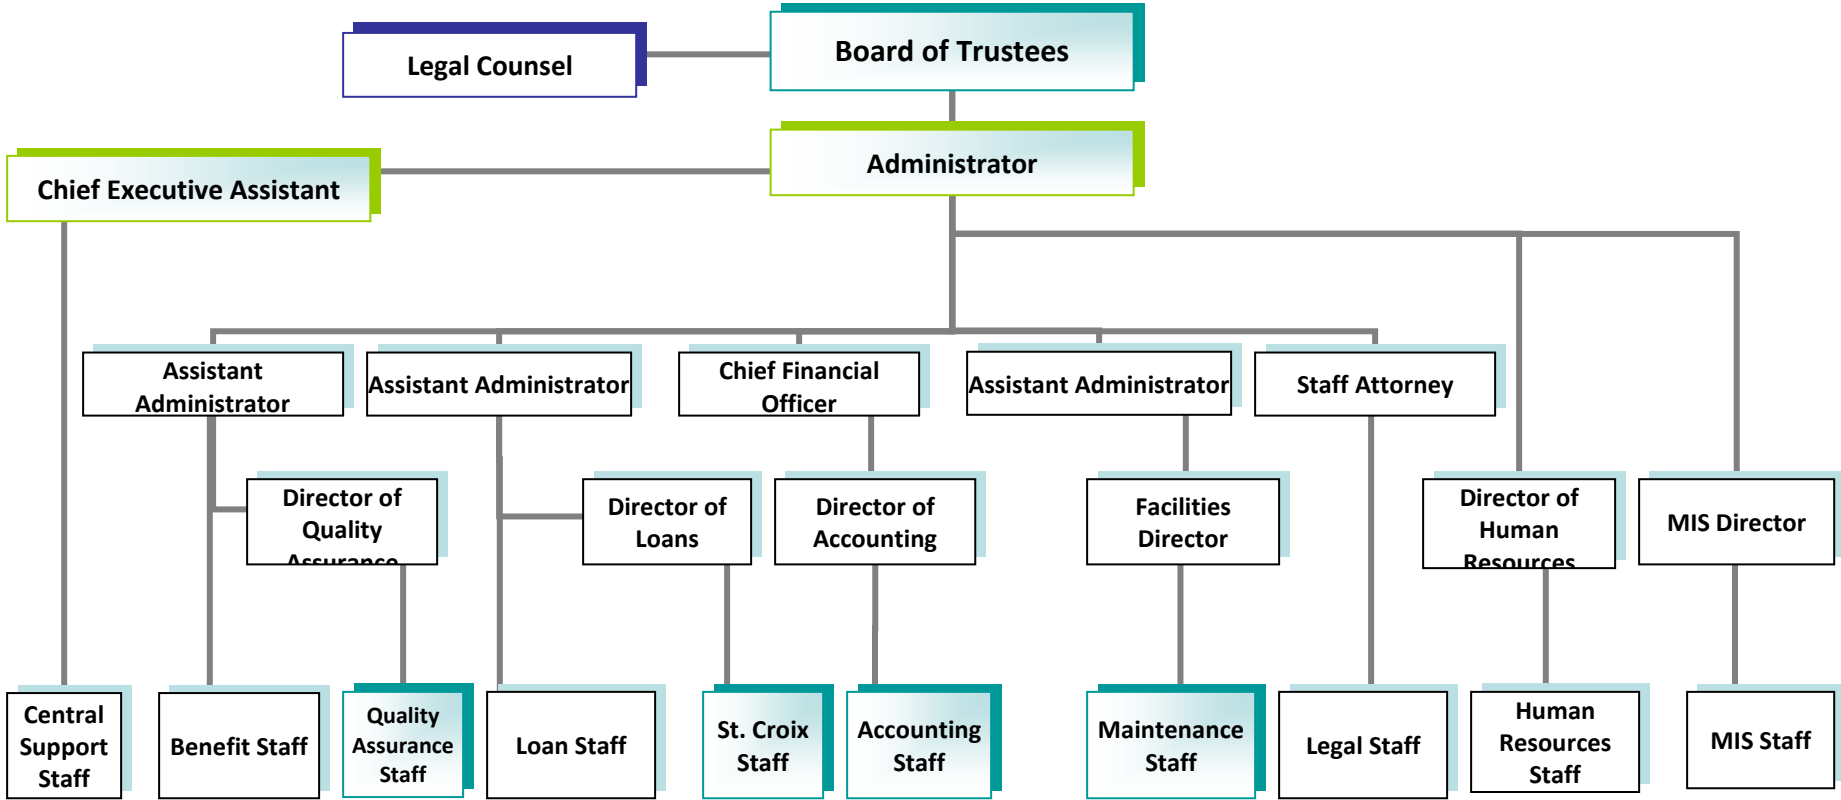 Board of Trustees
Legal Counsel
Administrator
Chief Executive Assistant
Assistant
Administrator
Assistant Administrator
Chief Financial
Officer
Assistant Administrator
Staff Attorney
Director of
Quality
Assurance
Director of
Loans
Director of
Accounting
Facilities
Director
Director of
Human
Resources
MIS Director
Central
Support
Staff
Benefit Staff
Quality
Assurance
Staff
Loan Staff
St. Croix
Staff
Accounting
Staff
Maintenance
Staff
Legal Staff
Human
Resources
Staff
MIS Staff